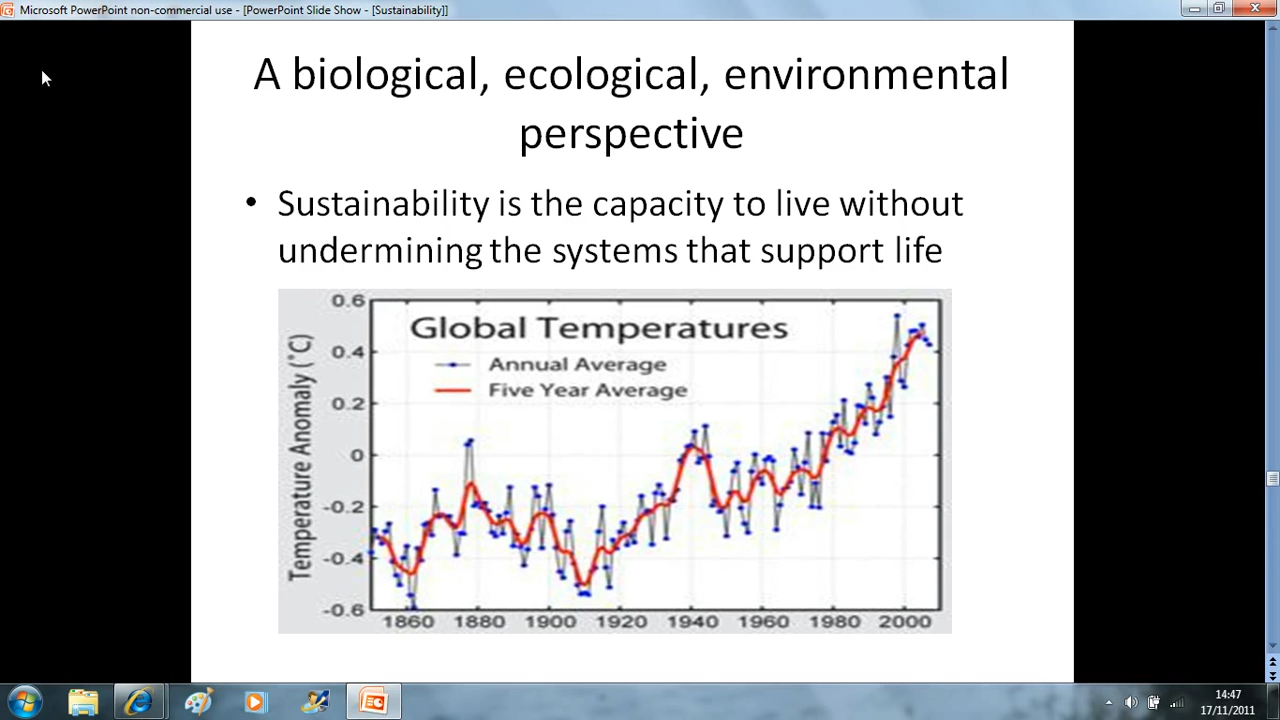 Microsoft PowerPoint non-commercial use - [PowerPoint Slide Show - [Sustainability]]
A biological, ecological, environmental
perspective
• Sustainability is the capacity to live without
undermining the systems that support life
Global Temperatures
Annual Average
Five Year Average
Temperature Anomaly (°C)
0.6
0.4
0.2
0
-0.2
-0.4
-0.6
1860 1880 1900 1920 1940 1960 1980 2000
14:47
17/11/2011